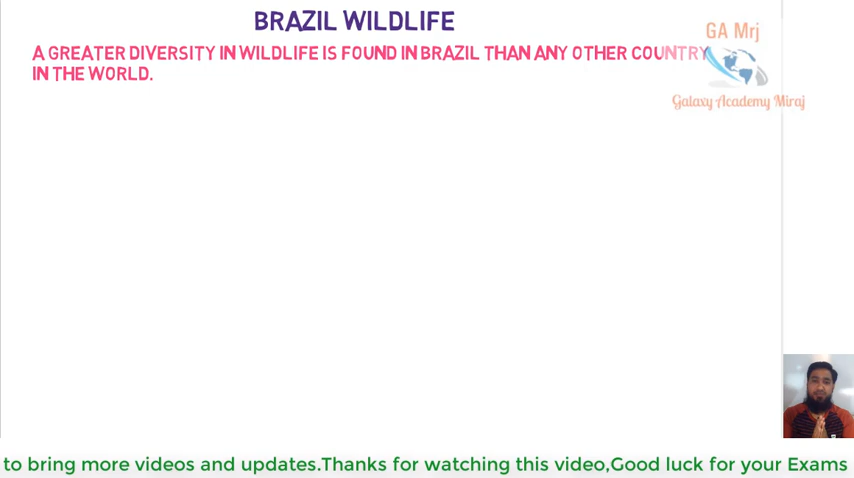 BRAZIL WILDLIFE
A GREATER DIVERSITY IN WILDLIFE IS FOUND IN BRAZIL THAN ANY OTHER COUNTRY
IN THE WORLD.
GA Mrj
Galaxy Academy Miraj
to bring more videos and updates.Thanks for watching this video,Good luck for your Exams